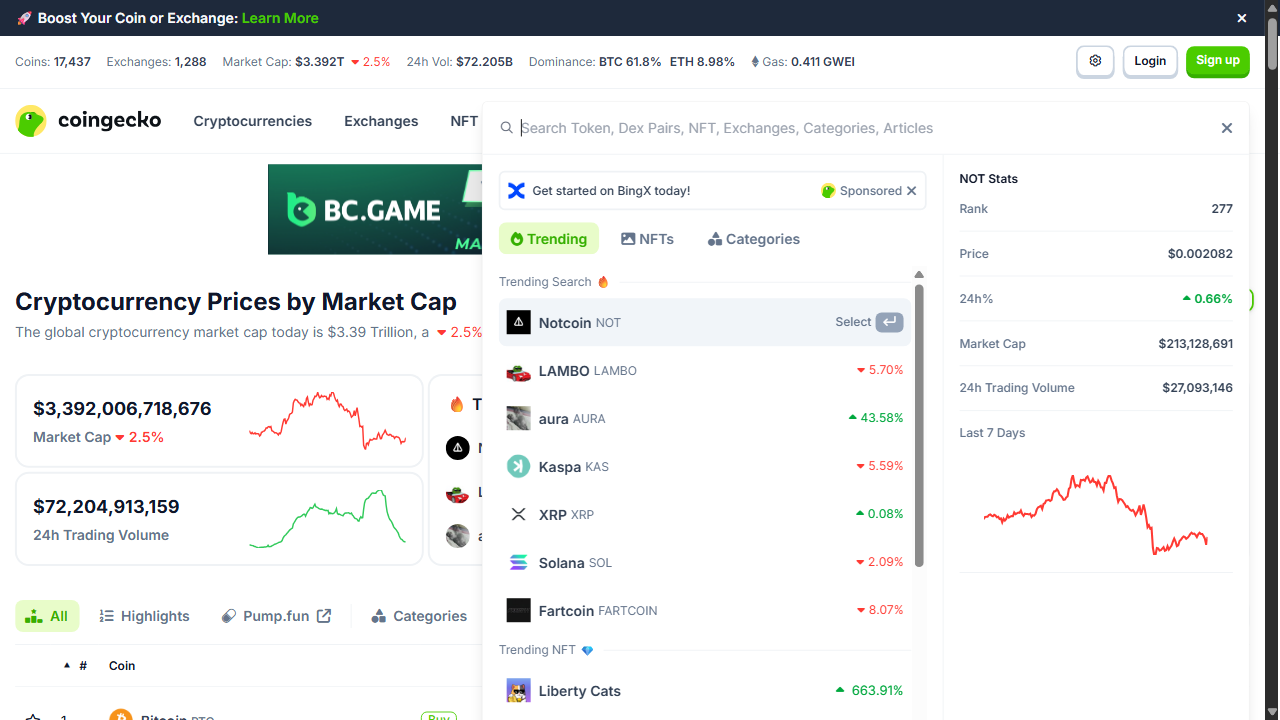 🚀 Boost Your Coin or Exchange: Learn More
Coins: 17,437 Exchanges: 1,288 Market Cap: $3.392T 2.5% 24h Vol: $72.205B Dominance: BTC 61.8% ETH 8.98% Gas: 0.411 GWEI
Login
Sign up
coingecko
Cryptocurrencies
Exchanges
NFT
Search Token, Dex Pairs, NFT, Exchanges, Categories, Articles
BC.GAME
MA
Cryptocurrency Prices by Market Cap
The global cryptocurrency market cap today is $3.39 Trillion, a 2.5%
$3,392,006,718,676
Market Cap 2.5%
$72,204,913,159
24h Trading Volume
All
Highlights
Pump.fun
Categories
# Coin
1 Bitcoin BTC Buy
Get started on BingX today!
Sponsored
Trending
NFTs
Categories
Trending Search 🔥
Notcoin NOT Select
LAMBO LAMBO 5.70%
aura AURA 43.58%
Kaspa KAS 5.59%
XRP XRP 0.08%
Solana SOL 2.09%
Fartcoin FARTCOIN 8.07%
Trending NFT 💎
Liberty Cats 663.91%
NOT Stats
Rank 277
Price $0.002082
24h% 0.66%
Market Cap $213,128,691
24h Trading Volume $27,093,146
Last 7 Days